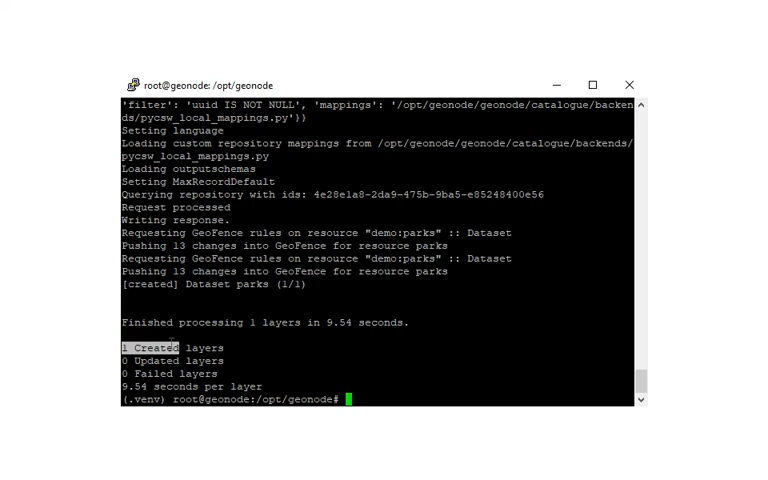 root@geonode: /opt/geonode
'filter': 'uuid IS NOT NULL', 'mappings': '/opt/geonode/geonode/catalogue/backen
ds/pycsw_local_mappings.py'}}
Setting language
Loading custom repository mappings from /opt/geonode/geonode/catalogue/backends/
pycsw_local_mappings.py
Loading outputschemas
Setting MaxRecordDefault
Querying repository with ids: 4e28e1a8-2da9-475b-9ba5-e85248400e56
Request processed
Writing response.
Requesting GeoFence rules on resource "demo:parks" :: Dataset
Pushing 13 changes into GeoFence for resource parks
Requesting GeoFence rules on resource "demo:parks" :: Dataset
Pushing 13 changes into GeoFence for resource parks
[created] Dataset parks (1/1)
Finished processing 1 layers in 9.54 seconds.
1 Created layers
0 Updated layers
0 Failed layers
9.54 seconds per layer
(.venv) root@geonode:/opt/geonode#